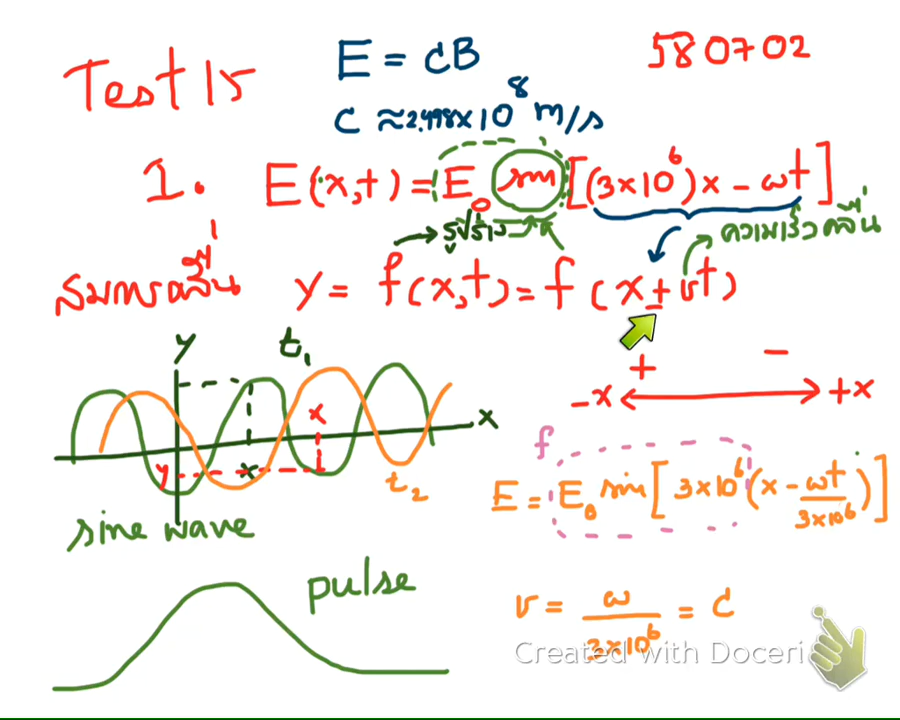 Test 15
E = cB
580702
c ≈ 2.998×10⁸ m/s
1. E(x,t) = E₀ sin [(3×10⁶)x - ωt]
รูปร่าง
ความเร็วคลื่น
สมการคลื่น y = f(x,t) = f(x ± vt)
y
t₁
+
−
x
-x
+x
x
y
x
t₂
f
E = E₀ sin [3×10⁶ (x - ωt/3×10⁶)]
sine wave
pulse
v = ω/3×10⁶ = c
Created with Doceri